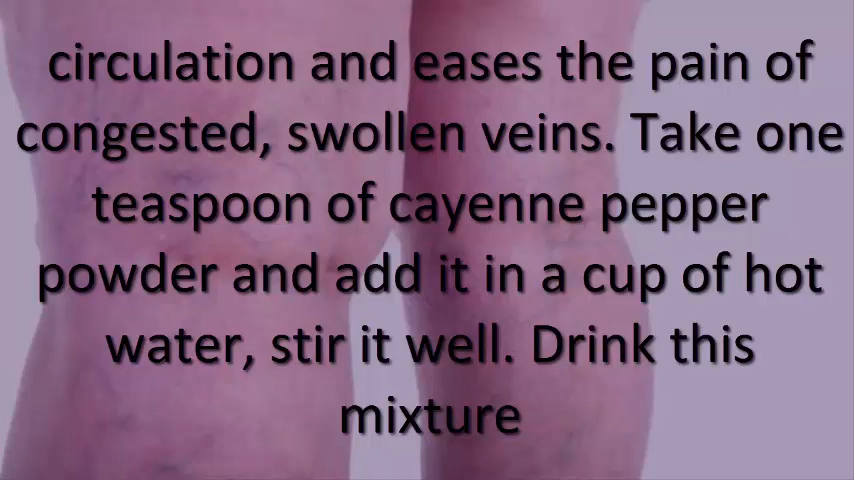 circulation and eases the pain of
congested, swollen veins. Take one
teaspoon of cayenne pepper
powder and add it in a cup of hot
water, stir it well. Drink this
mixture